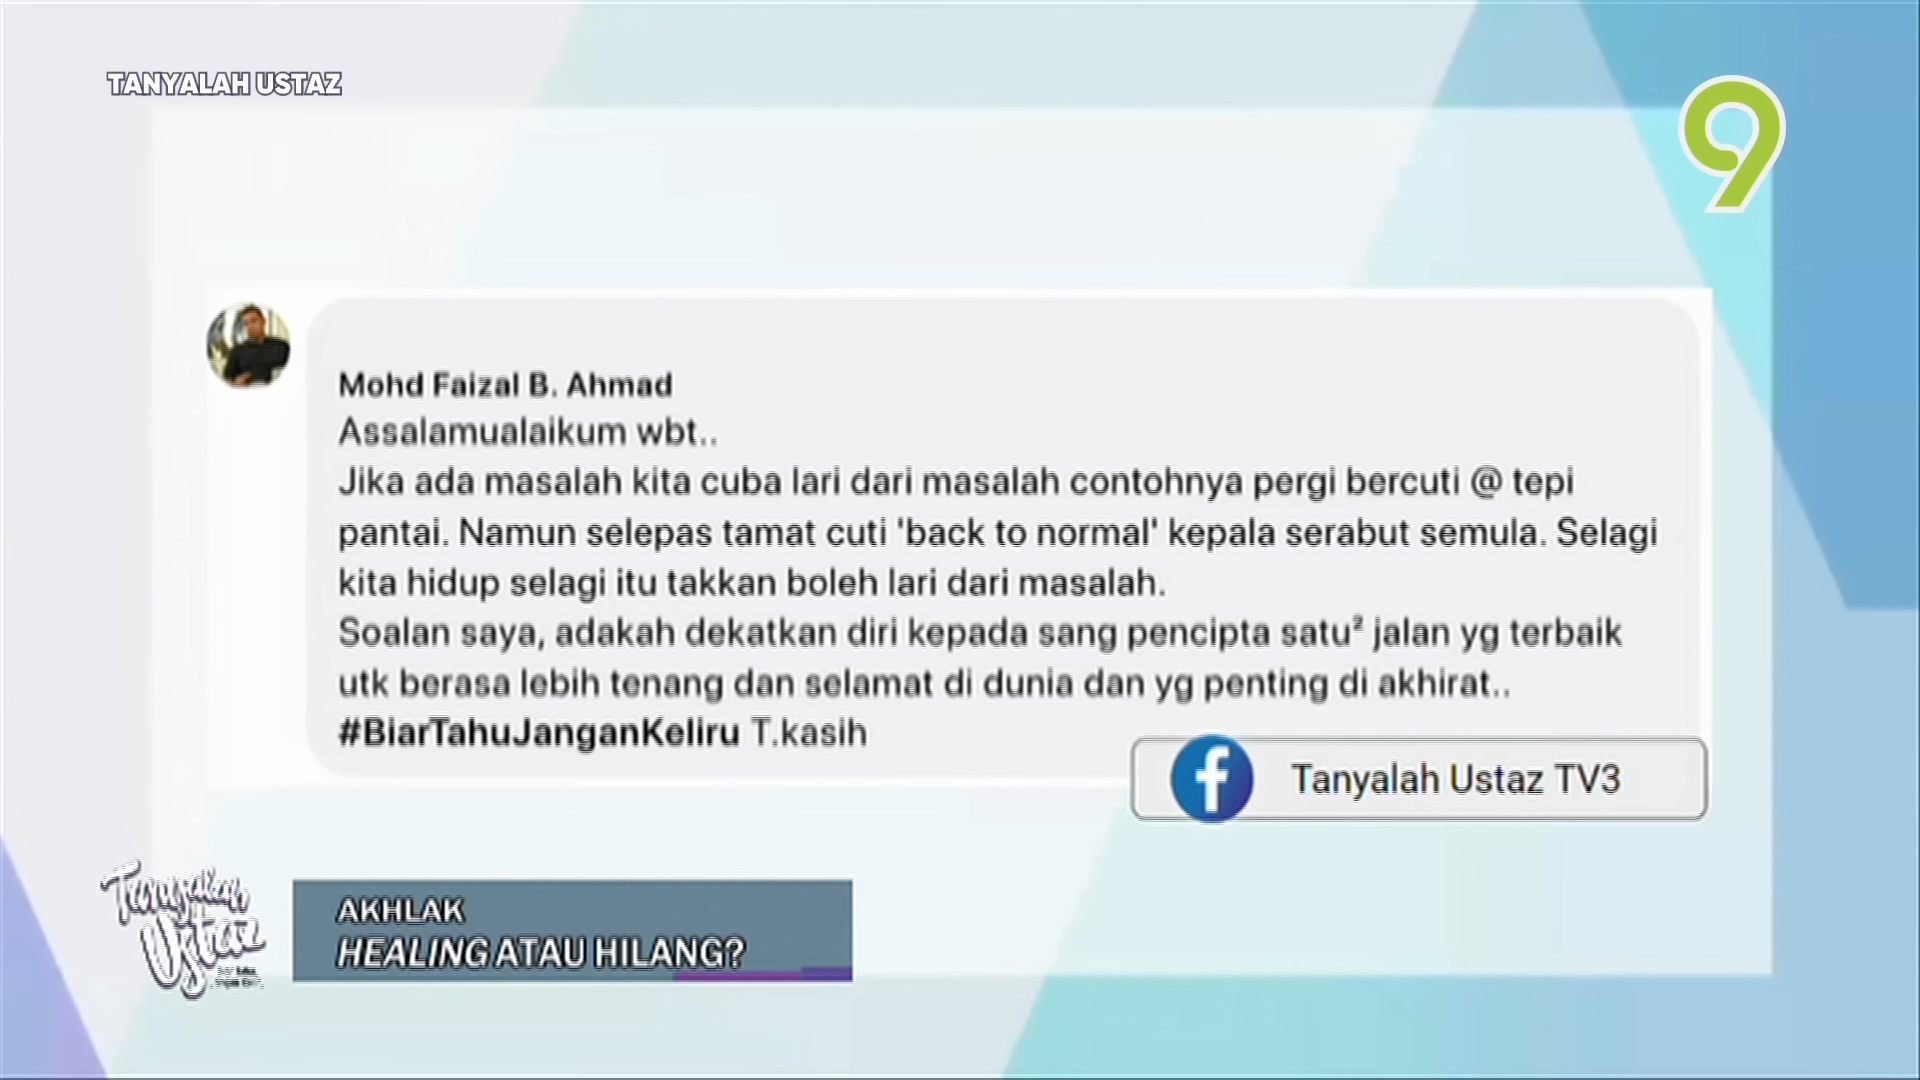 TANYALAH USTAZ
9
Mohd Faizal B. Ahmad
Assalamualaikum wbt..
Jika ada masalah kita cuba lari dari masalah contohnya pergi bercuti @ tepi
pantai. Namun selepas tamat cuti 'back to normal' kepala serabut semula. Selagi
kita hidup selagi itu takkan boleh lari dari masalah.
Soalan saya, adakah dekatkan diri kepada sang pencipta satu² jalan yg terbaik
utk berasa lebih tenang dan selamat di dunia dan yg penting di akhirat..
#BiarTahuJanganKeliru T.kasih
Tanyalah Ustaz TV3
Tanyalah
Ustaz
AKHLAK
HEALING ATAU HILANG?